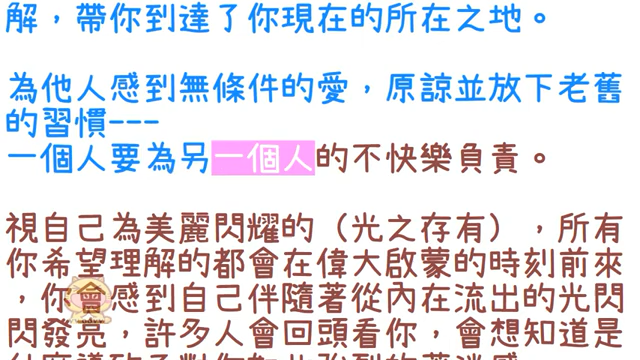 解，帶你到達了你現在的所在之地。
為他人感到無條件的愛，原諒並放下老舊
的習慣---
一個人要為另一個人的不快樂負責。
視自己為美麗閃耀的（光之存有），所有
你希望理解的都會在偉大啟蒙的時刻前來
，你會感到自己伴隨著從內在流出的光閃
閃發亮，許多人會回頭看你，會想知道是